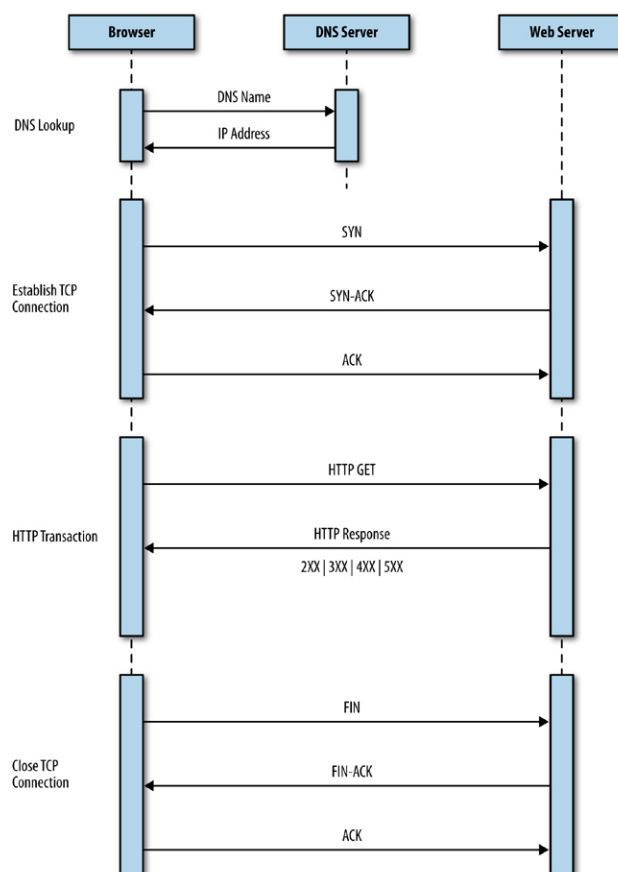 Browser
DNS Server
Web Server
DNS Lookup
DNS Name
IP Address
Establish TCP
Connection
SYN
SYN-ACK
ACK
HTTP Transaction
HTTP GET
HTTP Response
2XX | 3XX | 4XX | 5XX
Close TCP
Connection
FIN
FIN-ACK
ACK